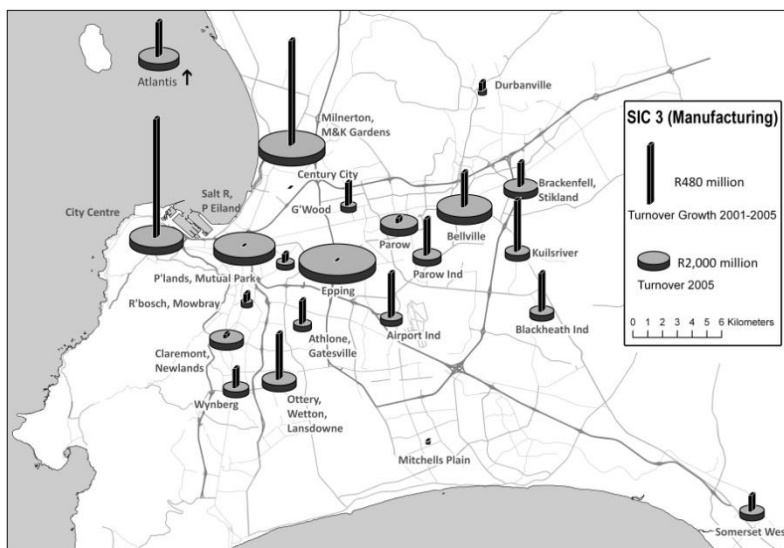 Atlantis
Durbanville
Milnerton,
M&K Gardens
Century City
G'Wood
Salt R,
P Eiland
City Centre
Brackenfell,
Stikland
Parow
Bellville
P'lands, Mutual Park
Epping
Parow Ind
Kuilsriver
R'bosch, Mowbray
Athlone,
Gatesville
Airport Ind
Blackheath Ind
Claremont,
Newlands
Wynberg
Ottery,
Wetton,
Lansdowne
Mitchells Plain
Somerset West
SIC 3 (Manufacturing)
R480 million
Turnover Growth 2001-2005
R2,000 million
Turnover 2005
0 1 2 3 4 5 6 Kilometers